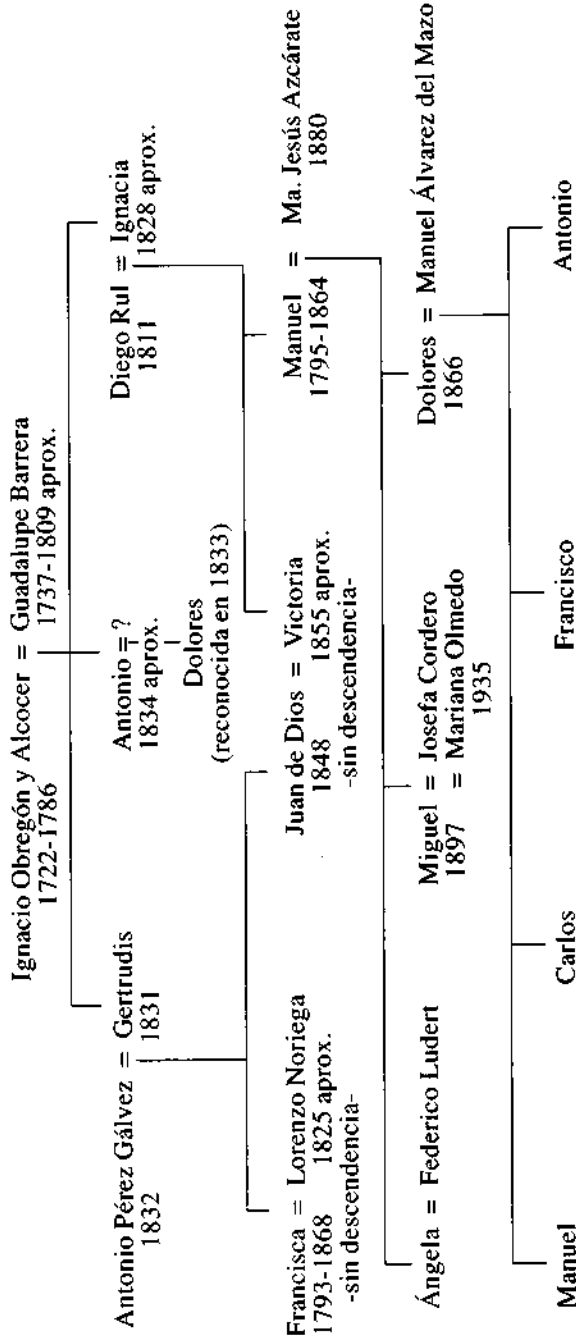 Ignacio Obregón y Alcocer = Guadalupe Barrera
1722-1786 1737-1809 aprox.
Antonio Pérez Gálvez = Gertrudis
1832 1831
Antonio = ?
1834 aprox.
Dolores
(reconocida en 1833)
Diego Rul = Ignacia
1811 1828 aprox.
Francisca = Lorenzo Noriega
1793-1868 1825 aprox.
-sin descendencia-
Juan de Dios = Victoria
1848 1855 aprox.
-sin descendencia-
Manuel = Ma. Jesús Azcárate
1795-1864 1880
Ángela = Federico Ludert
Miguel = Josefa Cordero
1897 = Mariana Olmedo
1935
Dolores = Manuel Álvarez del Mazo
1866
Manuel Carlos Francisco Antonio